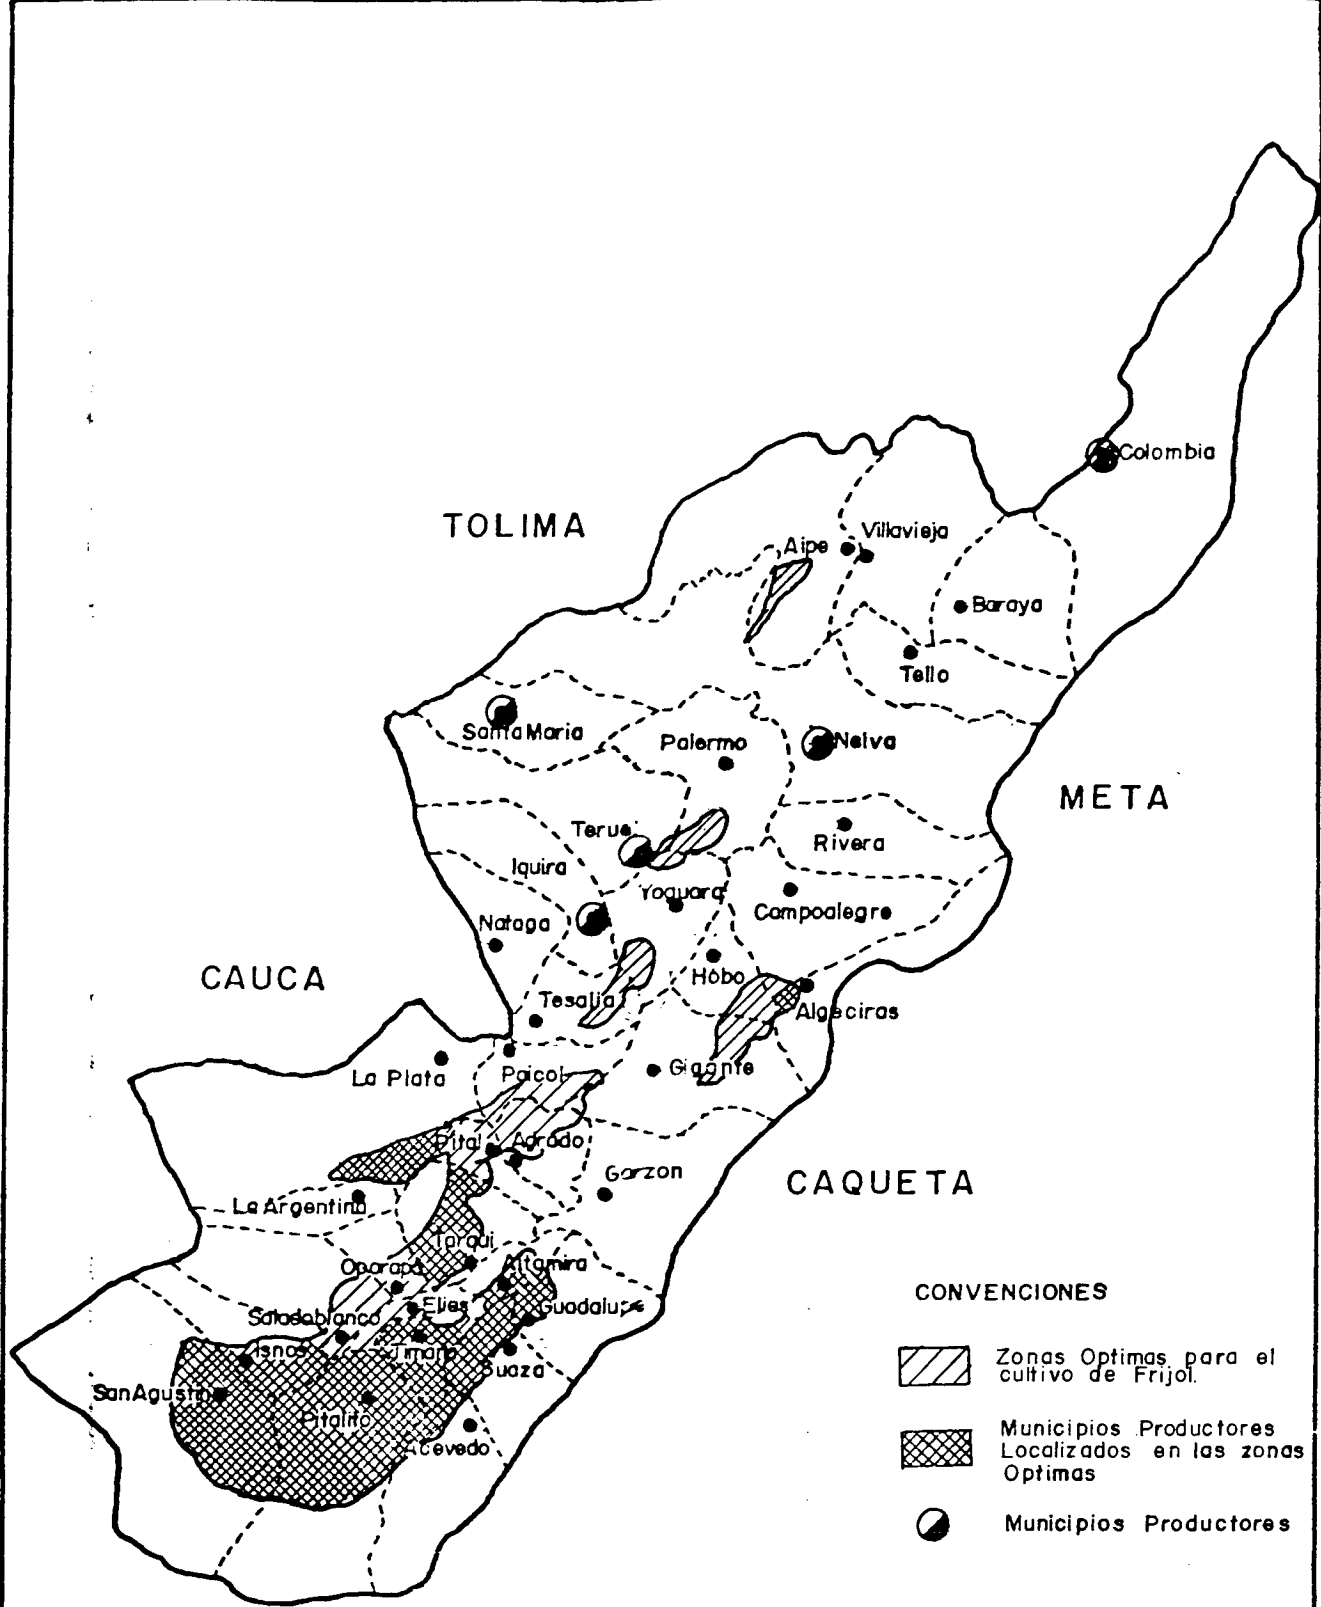 Colombia
TOLIMA
Villavieja
Aipe
Baraya
Tello
Santa Maria
Palermo
Neiva
META
Teruel
Rivera
Iquira
Yaguara
Campoalegre
Nataga
CAUCA
Hobo
Tesalia
Algeciras
La Plata
Paicol
Gigante
Pital
Agrado
Garzon
CAQUETA
La Argentina
Tarqui
Oparapa
Altamira
Elias
Guadalupe
Saladoblanco
Isnos
Timana
Suaza
San Agustin
Pitalito
Acevedo
CONVENCIONES
Zonas Optimas para el
cultivo de Frijol.
Municipios Productores
Localizados en las zonas
Optimas
Municipios Productores